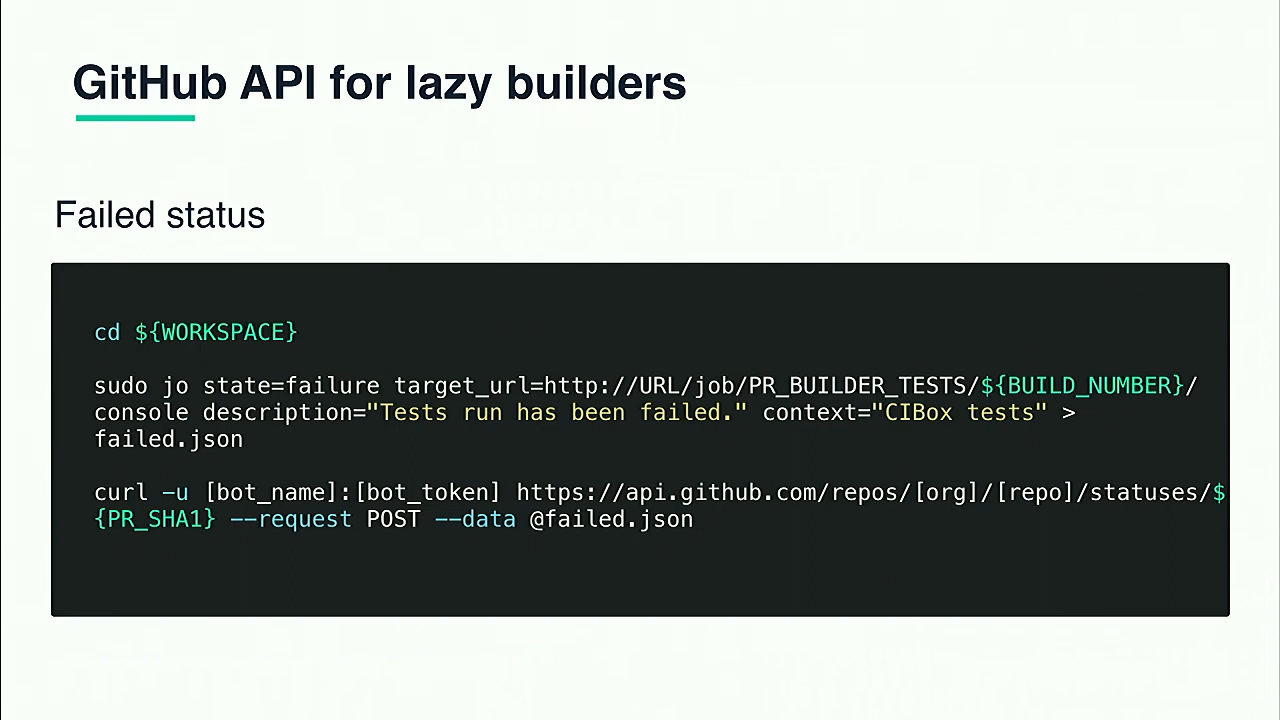 GitHub API for lazy builders
Failed status
cd ${WORKSPACE}
sudo jo state=failure target_url=http://URL/job/PR_BUILDER_TESTS/${BUILD_NUMBER}/
console description="Tests run has been failed." context="CIBox tests" >
failed.json
curl -u [bot_name]:[bot_token] https://api.github.com/repos/[org]/[repo]/statuses/$
{PR_SHA1} --request POST --data @failed.json